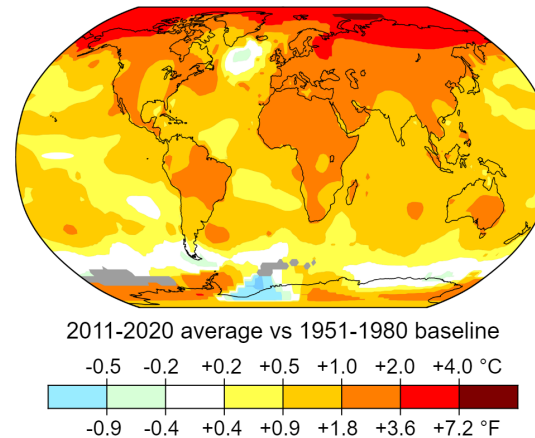 2011-2020 average vs 1951-1980 baseline
-0.5 -0.2 +0.2 +0.5 +1.0 +2.0 +4.0 °C
-0.9 -0.4 +0.4 +0.9 +1.8 +3.6 +7.2 °F